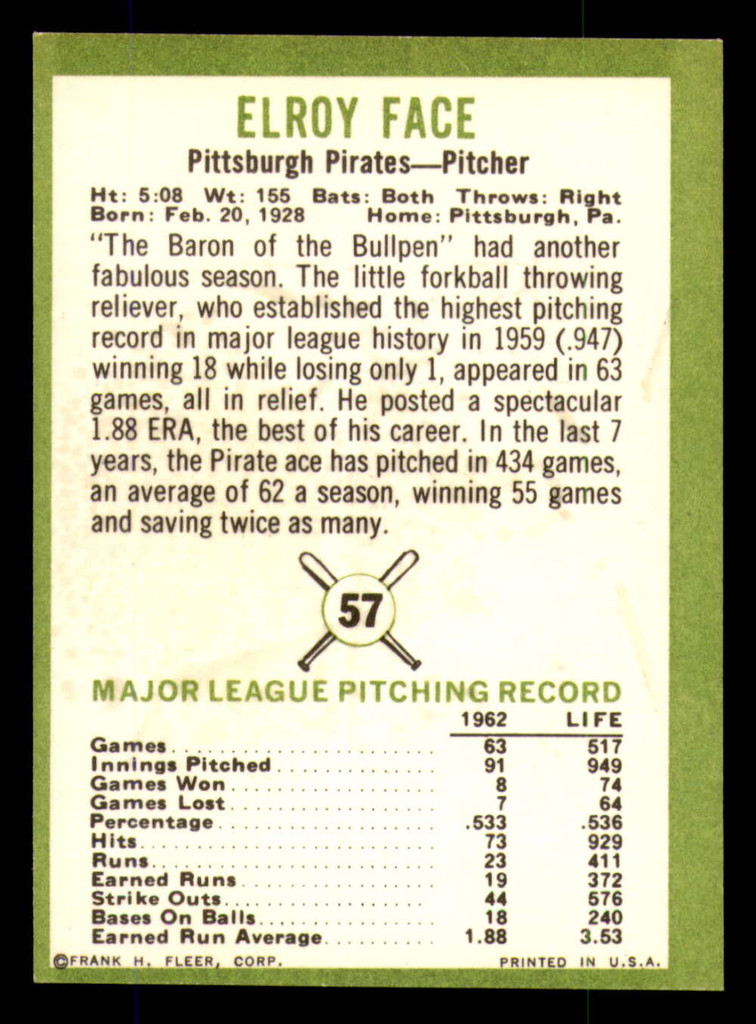 ELROY FACE
Pittsburgh Pirates—Pitcher
Ht: 5:08 Wt: 155 Bats: Both Throws: Right
Born: Feb. 20, 1928 Home: Pittsburgh, Pa.
"The Baron of the Bullpen" had another
fabulous season. The little forkball throwing
reliever, who established the highest pitching
record in major league history in 1959 (.947)
winning 18 while losing only 1, appeared in 63
games, all in relief. He posted a spectacular
1.88 ERA, the best of his career. In the last 7
years, the Pirate ace has pitched in 434 games,
an average of 62 a season, winning 55 games
and saving twice as many.
57
MAJOR LEAGUE PITCHING RECORD
1962 LIFE
Games 63 517
Innings Pitched 91 949
Games Won 8 74
Games Lost 7 64
Percentage .533 .536
Hits 73 929
Runs 23 411
Earned Runs 19 372
Strike Outs 44 576
Bases On Balls 18 240
Earned Run Average 1.88 3.53
©FRANK H. FLEER, CORP. PRINTED IN U.S.A.